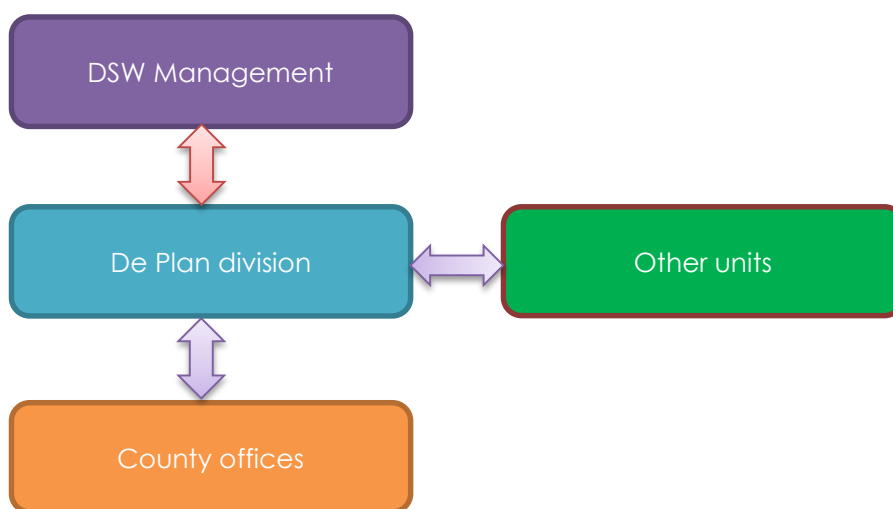 DSW Management
De Plan division
Other units
County offices